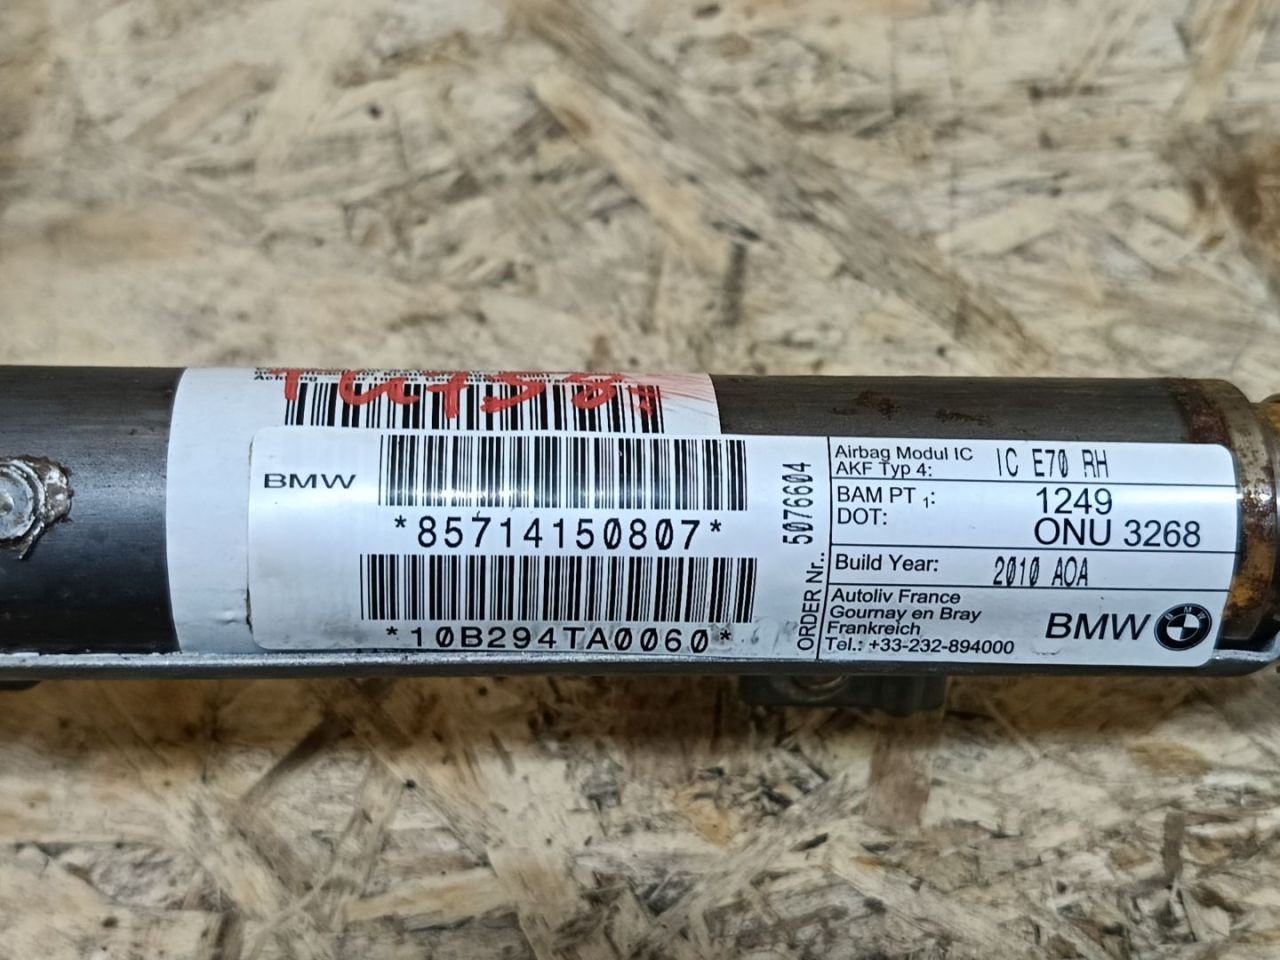 BMW
*85714150807*
*10B294TA0060*
ORDER Nr.: 5076604
Airbag Modul IC
AKF Typ 4: IC E70 RH
BAM PT 1: 1249
DOT: ONU 3268
Build Year: 2010 AOA
Autoliv France
Gournay en Bray
Frankreich
Tel.: +33-232-894000
BMW